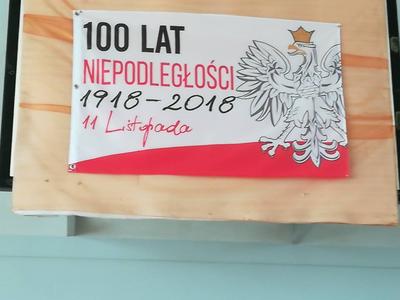 100 LAT
NIEPODLEGŁOŚCI
1918-2018
11 Listopada